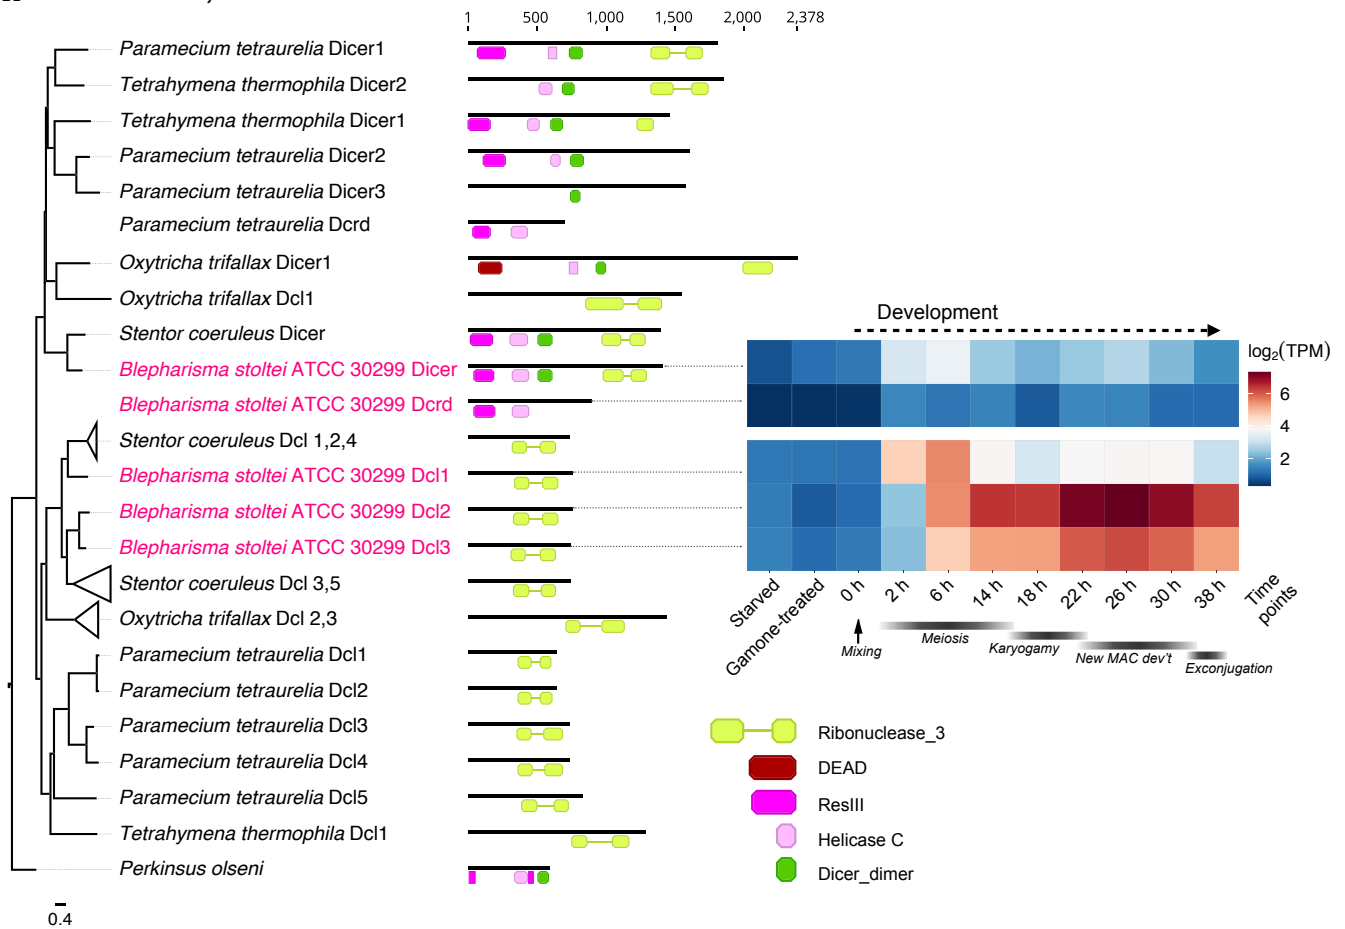 1 500 1,000 1,500 2,000 2,378
Paramecium tetraurelia Dicer1
Tetrahymena thermophila Dicer2
Tetrahymena thermophila Dicer1
Paramecium tetraurelia Dicer2
Paramecium tetraurelia Dicer3
Paramecium tetraurelia Dcrd
Oxytricha trifallax Dicer1
Oxytricha trifallax Dcl1
Stentor coeruleus Dicer
Blepharisma stoltei ATCC 30299 Dicer
Blepharisma stoltei ATCC 30299 Dcrd
Stentor coeruleus Dcl 1,2,4
Blepharisma stoltei ATCC 30299 Dcl1
Blepharisma stoltei ATCC 30299 Dcl2
Blepharisma stoltei ATCC 30299 Dcl3
Stentor coeruleus Dcl 3,5
Oxytricha trifallax Dcl 2,3
Paramecium tetraurelia Dcl1
Paramecium tetraurelia Dcl2
Paramecium tetraurelia Dcl3
Paramecium tetraurelia Dcl4
Paramecium tetraurelia Dcl5
Tetrahymena thermophila Dcl1
Perkinsus olseni
0.4
Development
log2(TPM)
6
4
2
Starved
Gamone-treated
0 h
2 h
6 h
14 h
18 h
22 h
26 h
30 h
38 h
Time
points
Mixing
Meiosis
Karyogamy
New MAC dev't
Exconjugation
Ribonuclease_3
DEAD
ResIII
Helicase C
Dicer_dimer